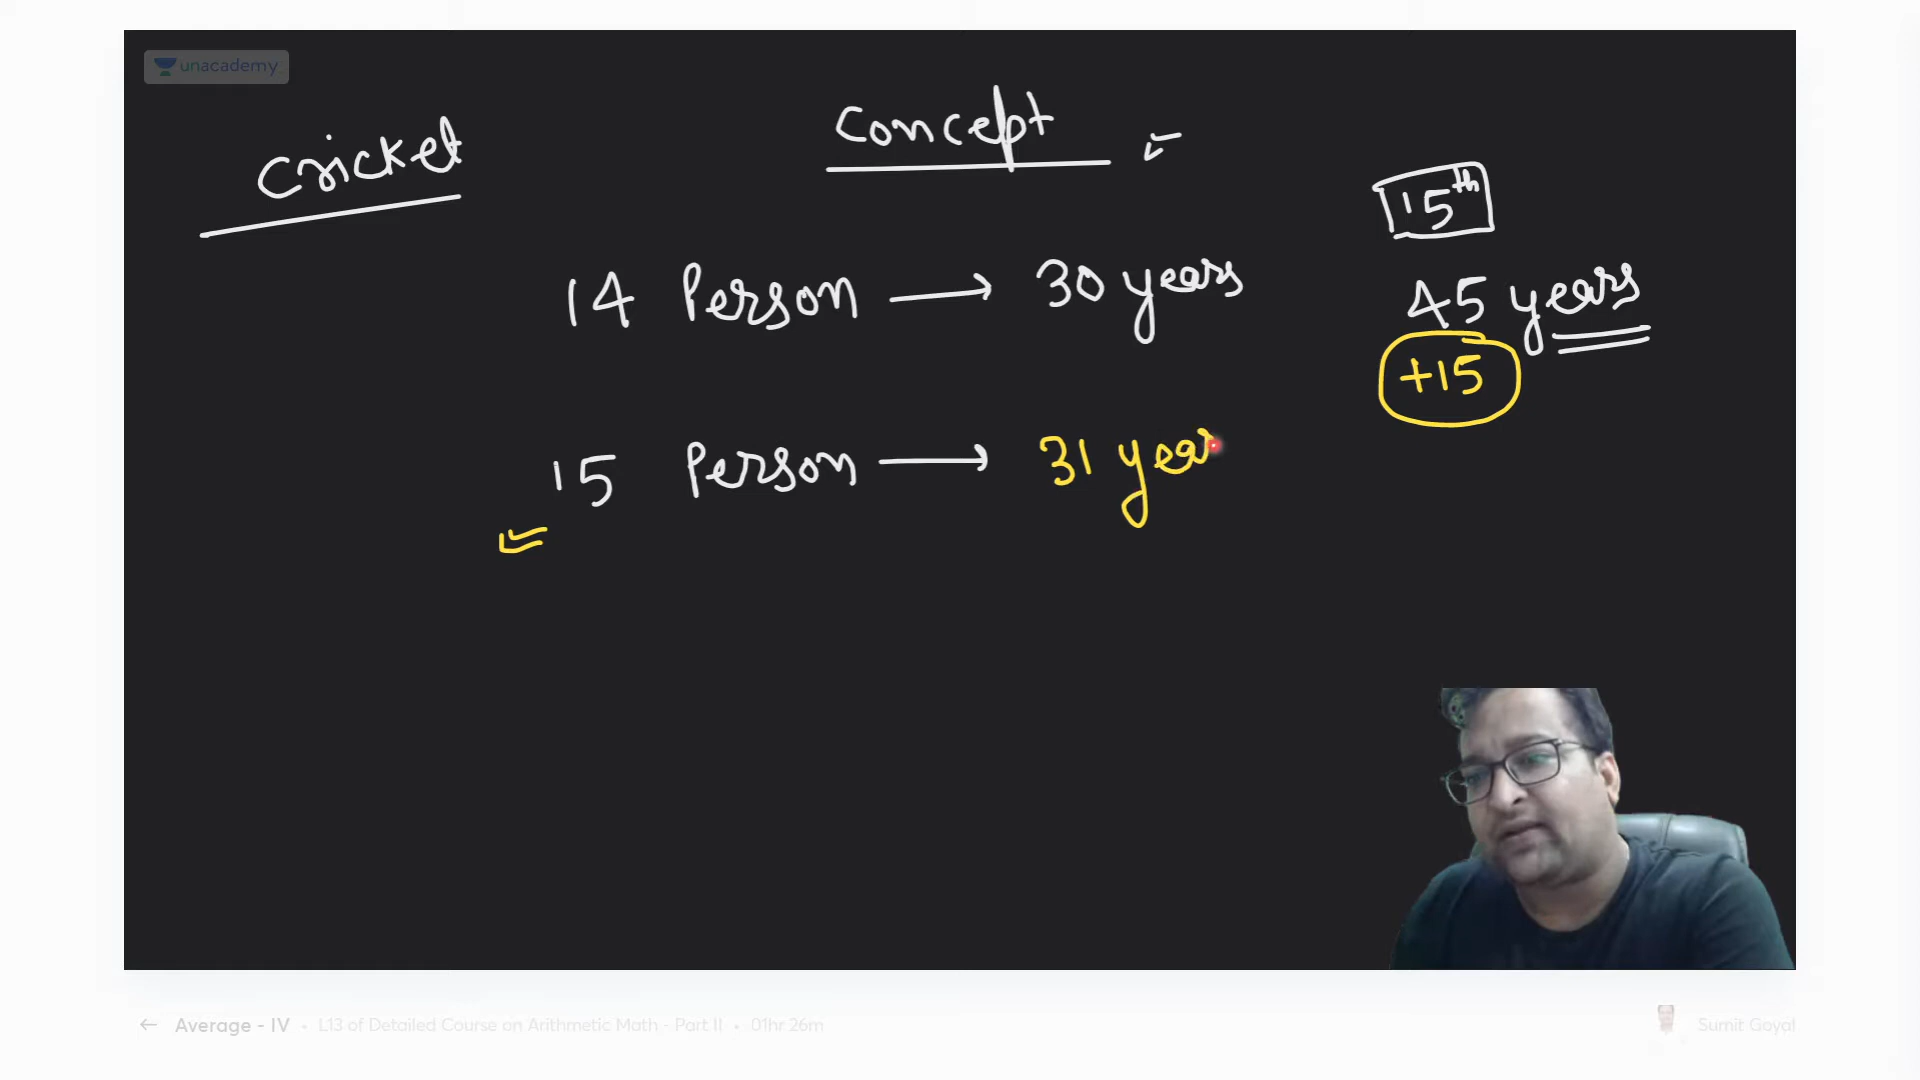 unacademy
Cricket
Concept
15th
14 Person → 30 years
45 years
+15
15 Person → 31 year
← Average - IV • L13 of Detailed Course on Arithmetic Math - Part II • 01hr 26m
Sumit Goyal